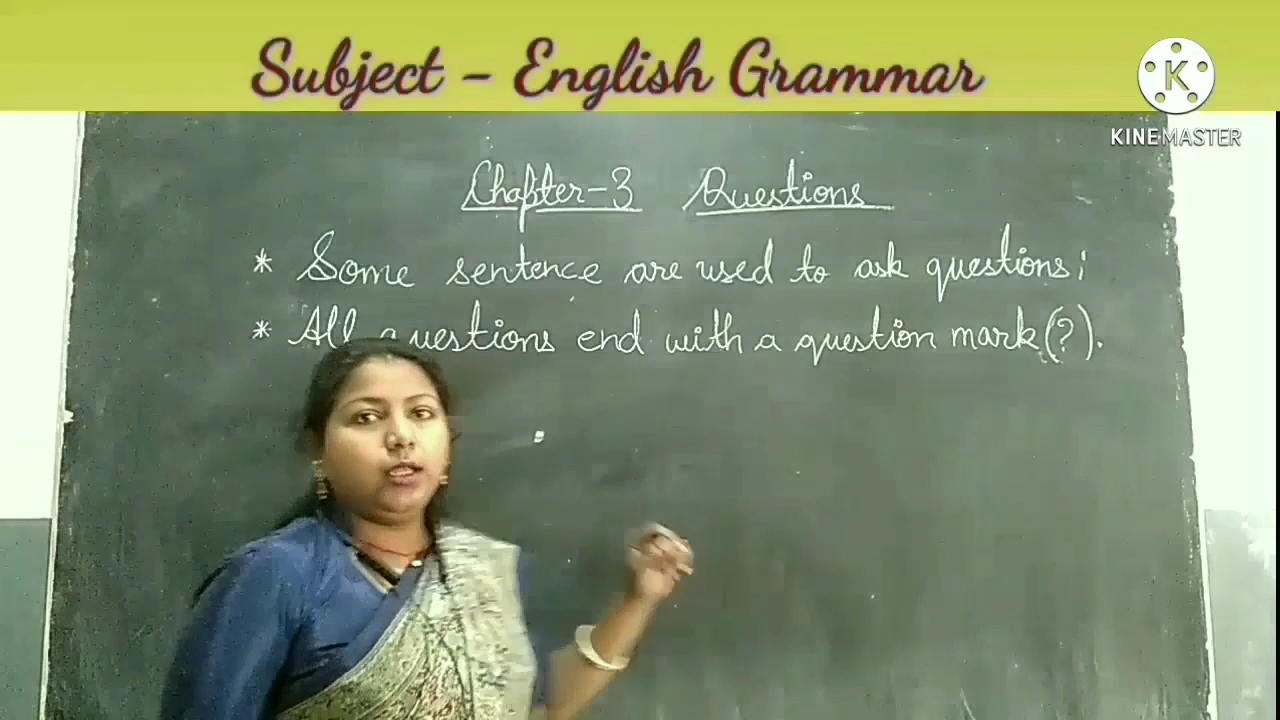 Subject - English Grammar
K
KINEMASTER
Chapter-3 Questions
* Some sentence are used to ask questions;
* All questions end with a question mark(?).